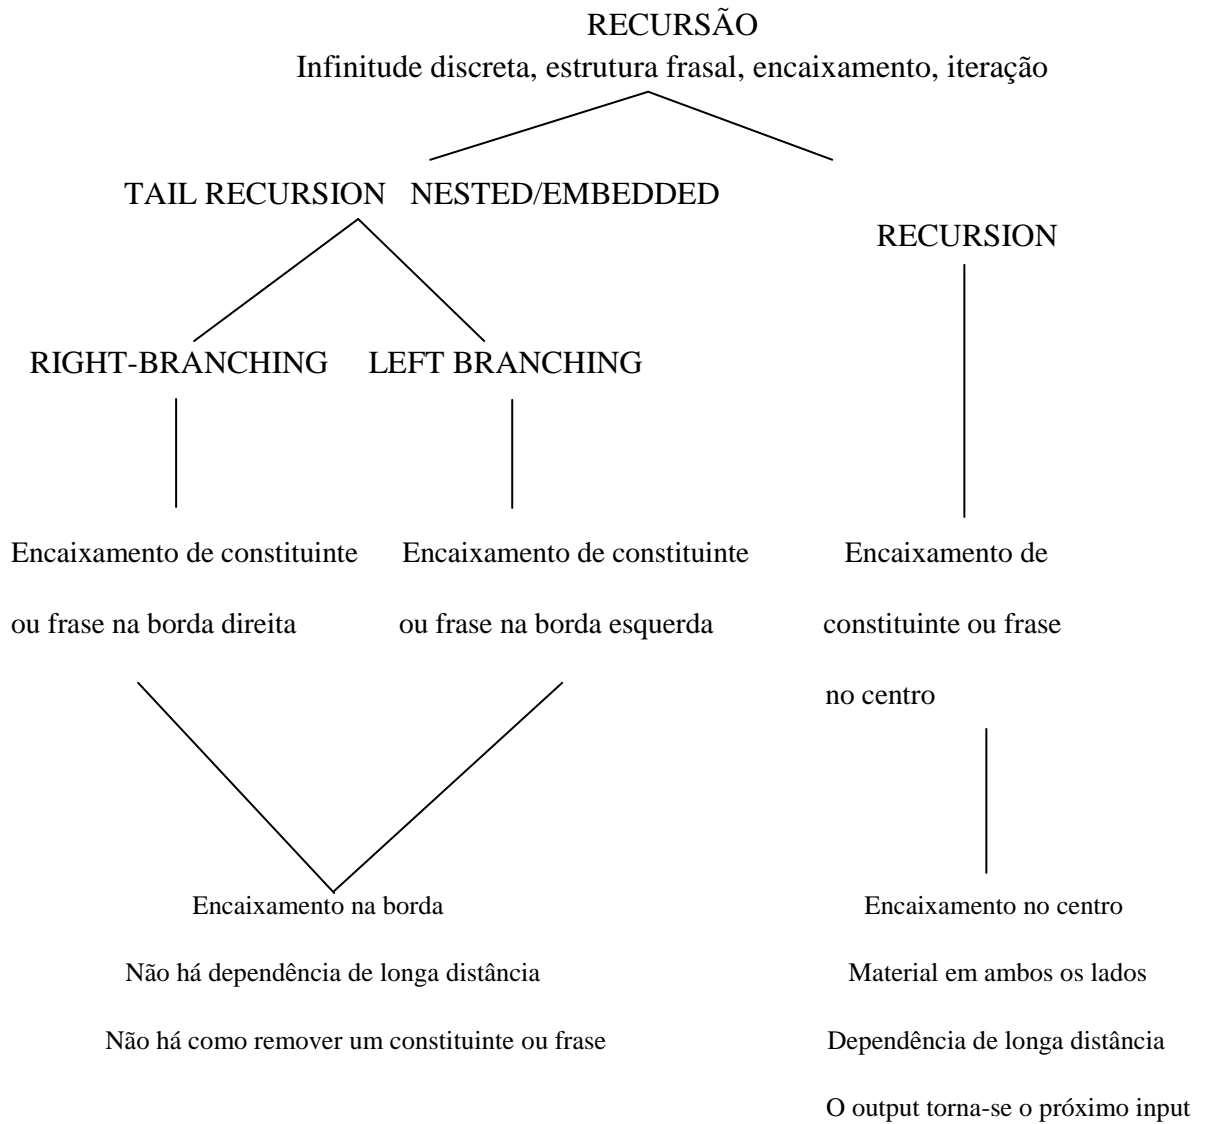 RECURSÃO
Infinitude discreta, estrutura frasal, encaixamento, iteração
TAIL RECURSION NESTED/EMBEDDED
RECURSION
RIGHT-BRANCHING LEFT BRANCHING
Encaixamento de constituinte
ou frase na borda direita
Encaixamento de constituinte
ou frase na borda esquerda
Encaixamento de
constituinte ou frase
no centro
Encaixamento na borda
Não há dependência de longa distância
Não há como remover um constituinte ou frase
Encaixamento no centro
Material em ambos os lados
Dependência de longa distância
O output torna-se o próximo input